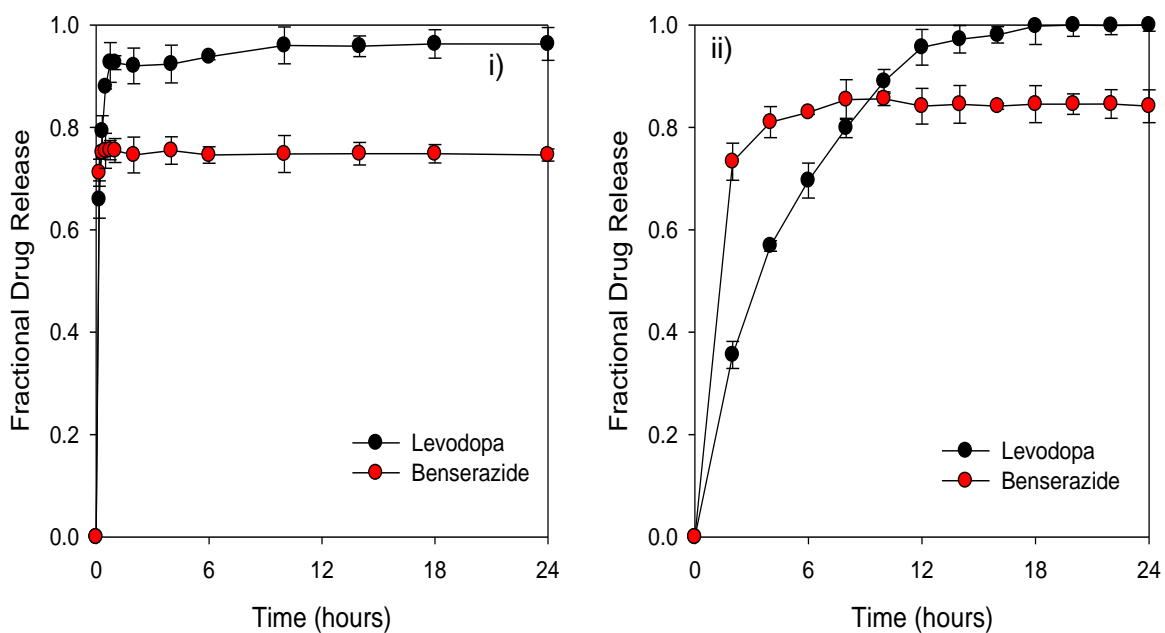 i)
Fractional Drug Release
1.0
0.8
0.6
0.4
0.2
0.0
Levodopa
Benserazide
0 6 12 18 24
Time (hours)
ii)
Fractional Drug Release
1.0
0.8
0.6
0.4
0.2
0.0
Levodopa
Benserazide
0 6 12 18 24
Time (hours)